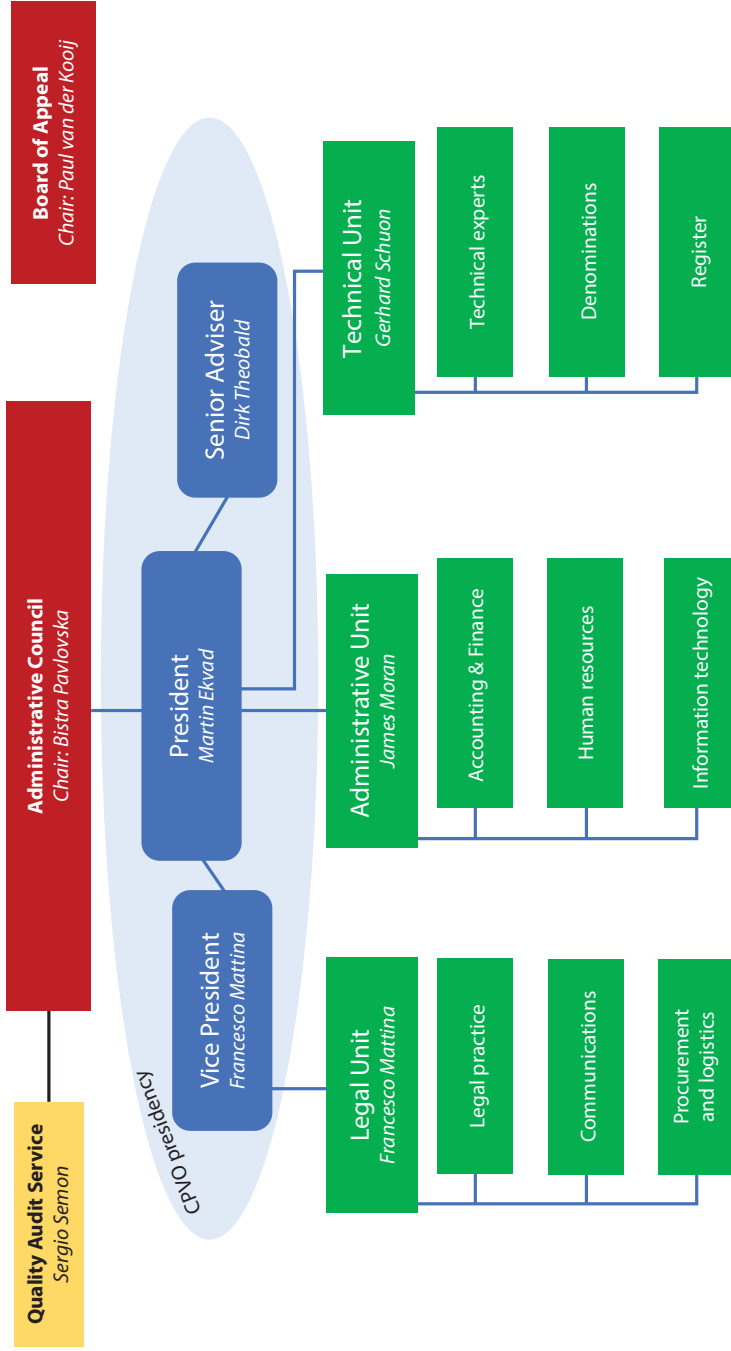 Quality Audit Service
Sergio Semon
Administrative Council
Chair: Bistra Pavlovska
Board of Appeal
Chair: Paul van der Kooij
CPVO presidency
Vice President
Francesco Mattina
President
Martin Ekvad
Senior Adviser
Dirk Theobald
Legal Unit
Francesco Mattina
Legal practice
Communications
Procurement
and logistics
Administrative Unit
James Moran
Accounting & Finance
Human resources
Information technology
Technical Unit
Gerhard Schuon
Technical experts
Denominations
Register